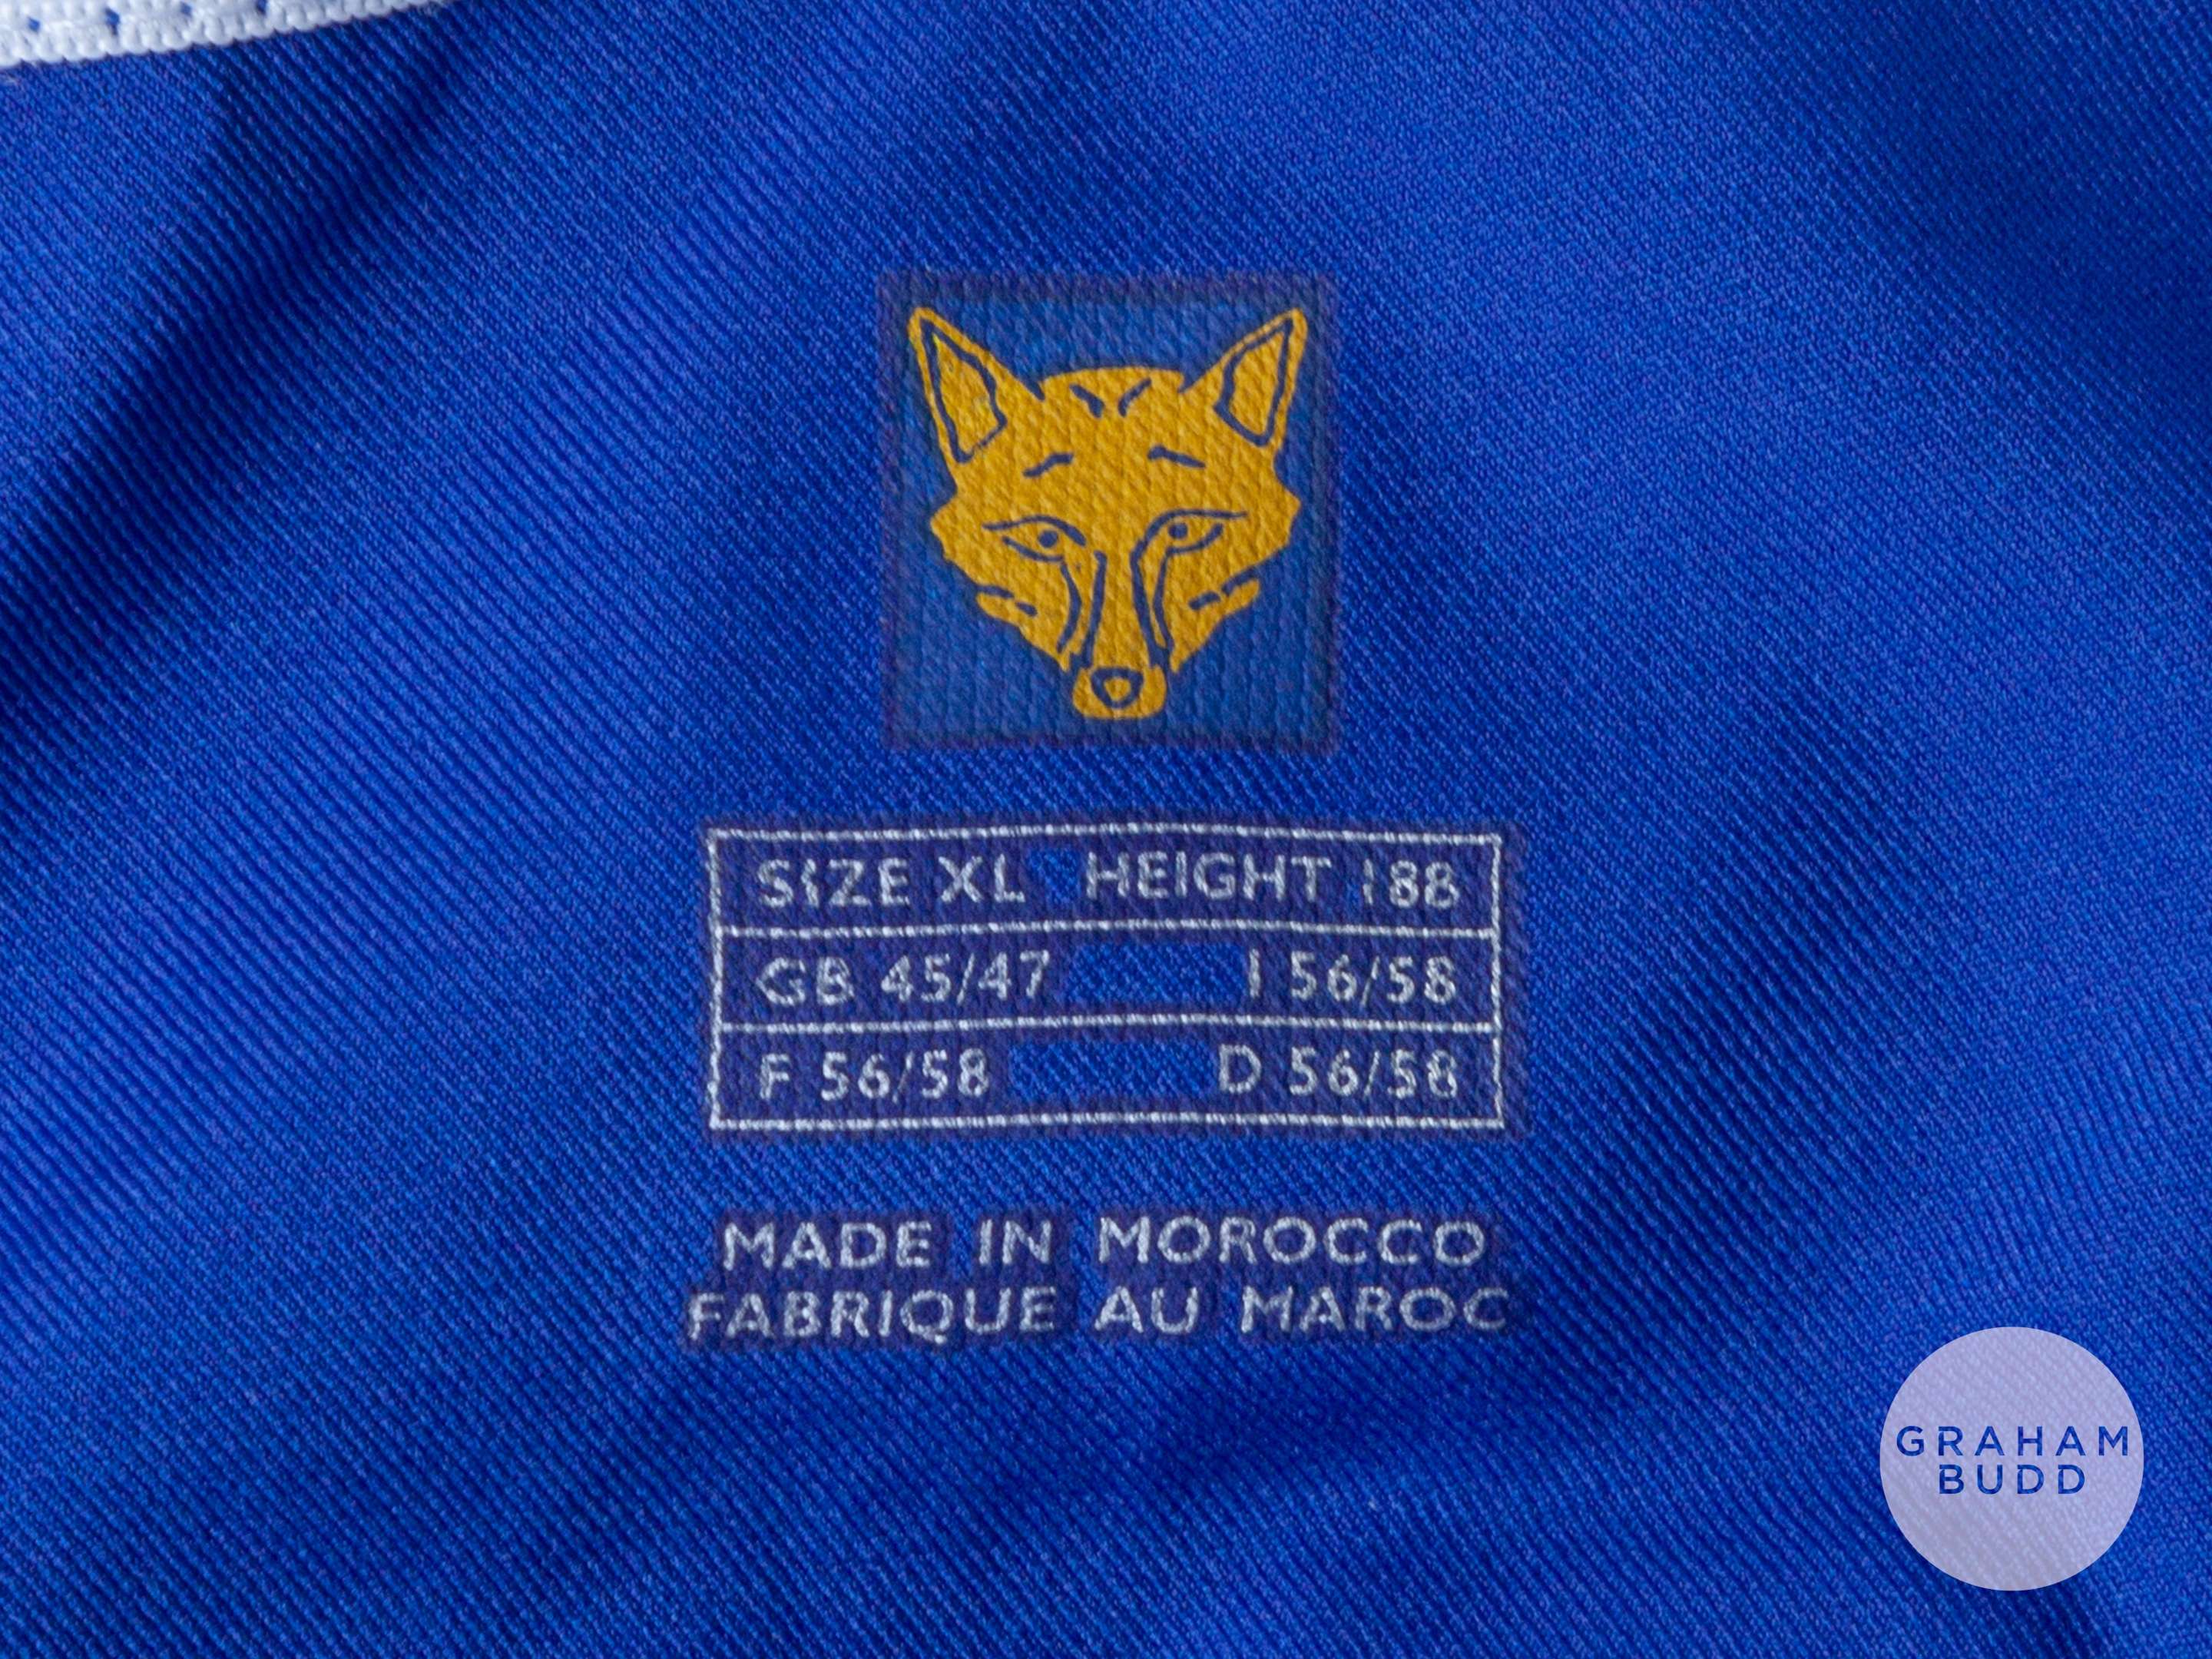 SIZE XL HEIGHT 188
GB 45/47 I 56/58
F 56/58 D 56/58
MADE IN MOROCCO
FABRIQUE AU MAROC
GRAHAM
BUDD